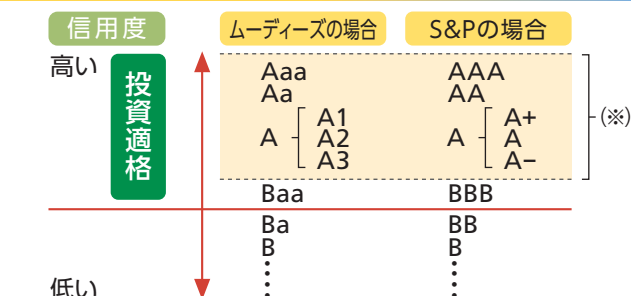 信用度 ムーディーズの場合 S&Pの場合
高い
投資適格
Aaa AAA
Aa AA
A1 A+
A A2 A A
A3 A−
(※)
Baa BBB
Ba BB
B B
低い